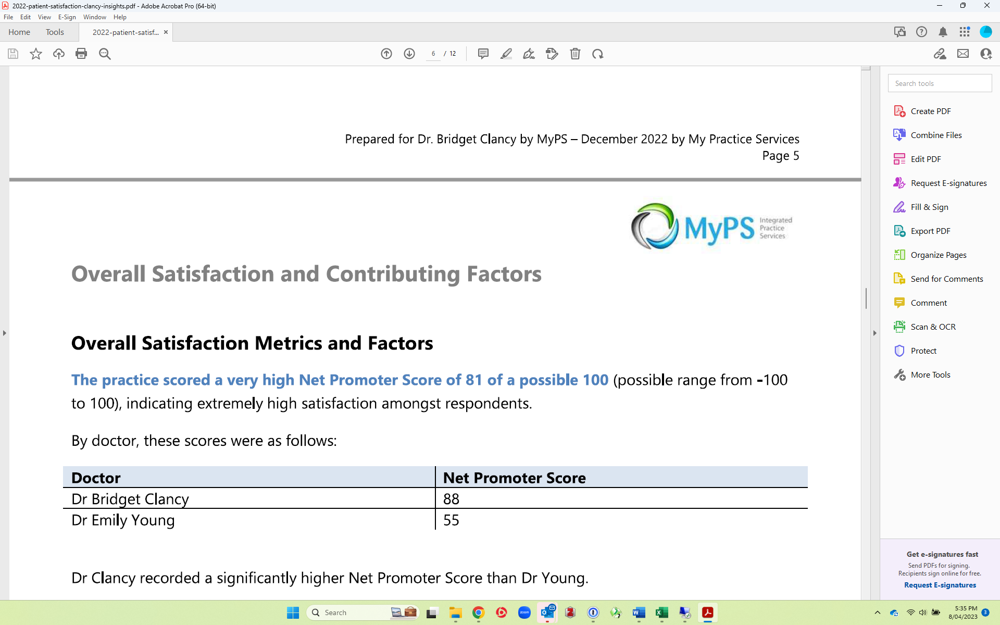 2022-patient-satisfaction-clancy-insights.pdf - Adobe Acrobat Pro (64-bit)
File Edit View E-Sign Window Help
Home Tools 2022-patient-satisf... ×
6 / 12
Search tools
Create PDF
Combine Files
Edit PDF
Request E-signatures
Fill & Sign
Export PDF
Organize Pages
Send for Comments
Comment
Scan & OCR
Protect
More Tools
Prepared for Dr. Bridget Clancy by MyPS – December 2022 by My Practice Services
Page 5
MyPS
Integrated
Practice
Services
Overall Satisfaction and Contributing Factors
Overall Satisfaction Metrics and Factors
The practice scored a very high Net Promoter Score of 81 of a possible 100 (possible range from -100
to 100), indicating extremely high satisfaction amongst respondents.
By doctor, these scores were as follows:
Doctor Net Promoter Score
Dr Bridget Clancy 88
Dr Emily Young 55
Dr Clancy recorded a significantly higher Net Promoter Score than Dr Young.
Get e-signatures fast
Send PDFs for signing.
Recipients sign online for free.
Request E-signatures
Search
zoom
5:35 PM
8/04/2023
3